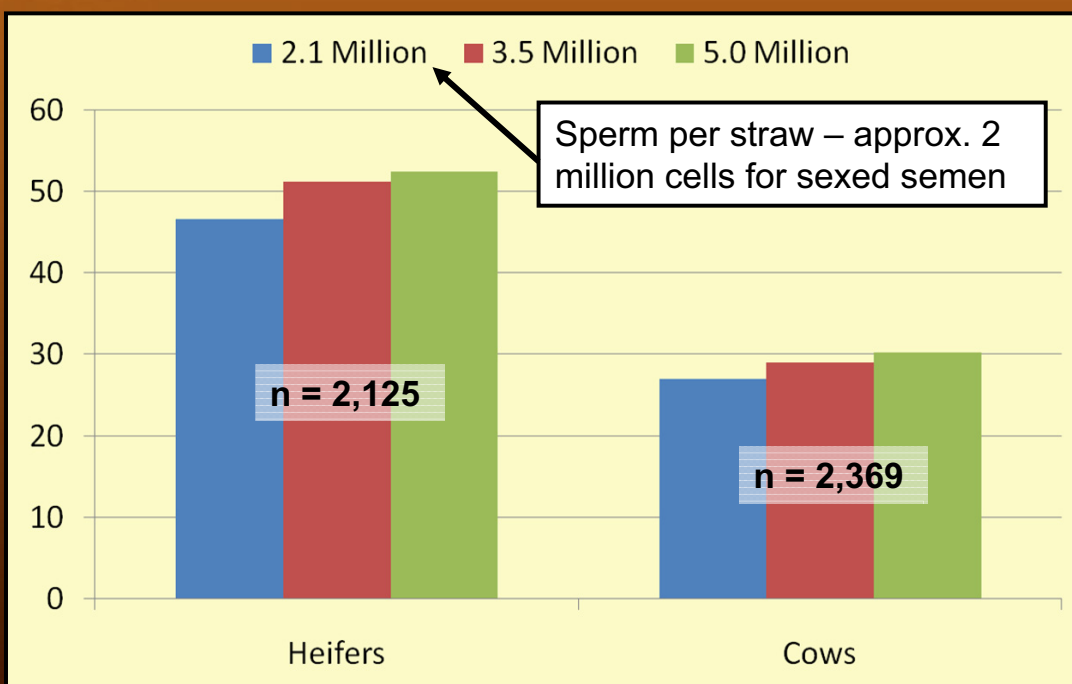 2.1 Million 3.5 Million 5.0 Million
Sperm per straw – approx. 2
million cells for sexed semen
60
50
40
30
20
10
0
n = 2,125
n = 2,369
Heifers Cows